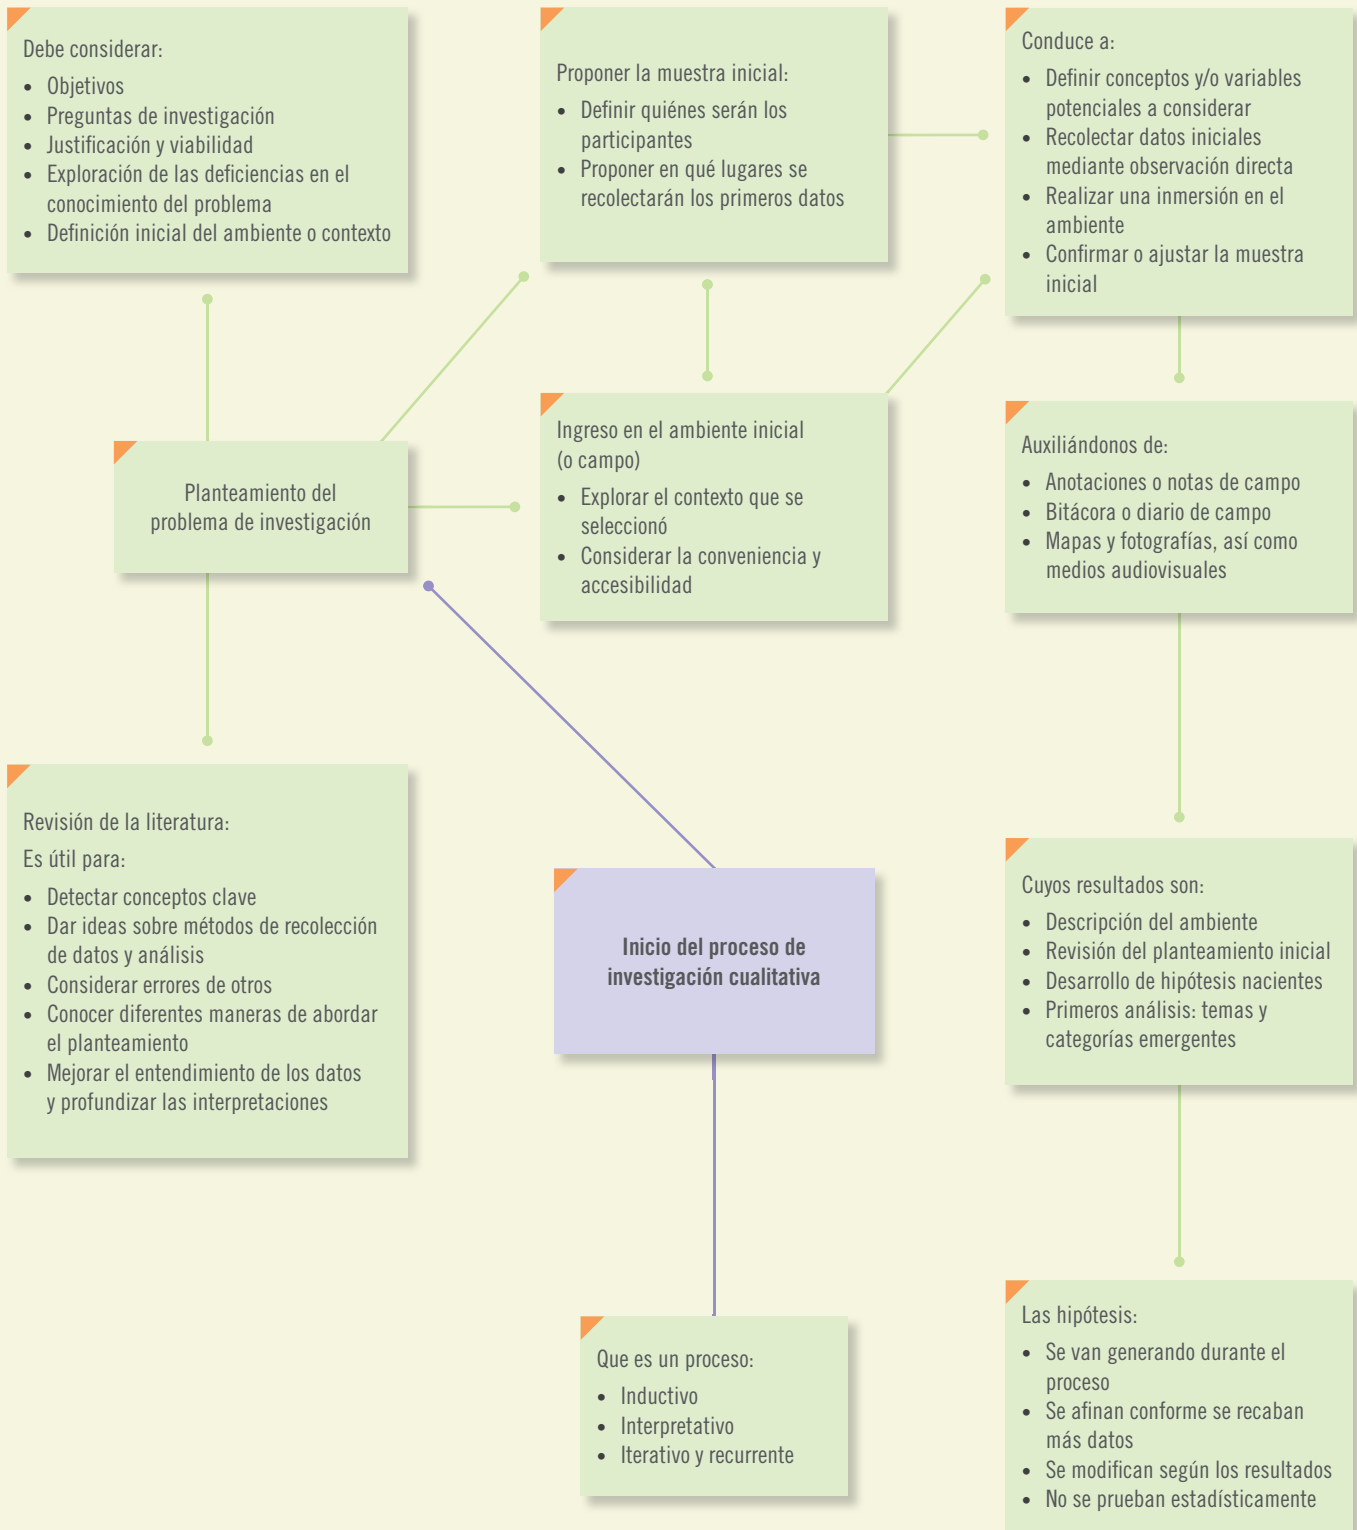 Debe considerar:
• Objetivos
• Preguntas de investigación
• Justificación y viabilidad
• Exploración de las deficiencias en el
conocimiento del problema
• Definición inicial del ambiente o contexto
Proponer la muestra inicial:
• Definir quiénes serán los
participantes
• Proponer en qué lugares se
recolectarán los primeros datos
Conduce a:
• Definir conceptos y/o variables
potenciales a considerar
• Recolectar datos iniciales
mediante observación directa
• Realizar una inmersión en el
ambiente
• Confirmar o ajustar la muestra
inicial
Planteamiento del
problema de investigación
Ingreso en el ambiente inicial
(o campo)
• Explorar el contexto que se
seleccionó
• Considerar la conveniencia y
accesibilidad
Auxiliándonos de:
• Anotaciones o notas de campo
• Bitácora o diario de campo
• Mapas y fotografías, así como
medios audiovisuales
Revisión de la literatura:
Es útil para:
• Detectar conceptos clave
• Dar ideas sobre métodos de recolección
de datos y análisis
• Considerar errores de otros
• Conocer diferentes maneras de abordar
el planteamiento
• Mejorar el entendimiento de los datos
y profundizar las interpretaciones
Inicio del proceso de
investigación cualitativa
Cuyos resultados son:
• Descripción del ambiente
• Revisión del planteamiento inicial
• Desarrollo de hipótesis nacientes
• Primeros análisis: temas y
categorías emergentes
Que es un proceso:
• Inductivo
• Interpretativo
• Iterativo y recurrente
Las hipótesis:
• Se van generando durante el
proceso
• Se afinan conforme se recaban
más datos
• Se modifican según los resultados
• No se prueban estadísticamente